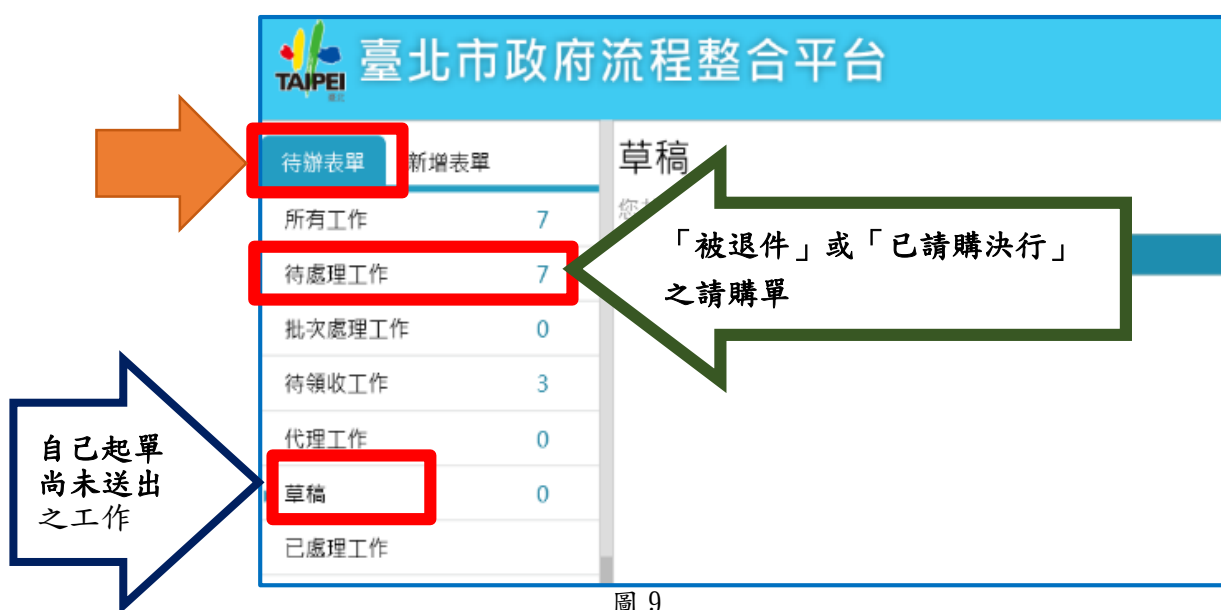 TAIPEI
臺北
臺北市政府流程整合平台
待辦表單
新增表單
草稿
所有工作 7
待處理工作 7
批次處理工作 0
待領收工作 3
代理工作 0
草稿 0
已處理工作
「被退件」或「已請購決行」
之請購單
自己起單
尚未送出
之工作
圖 9